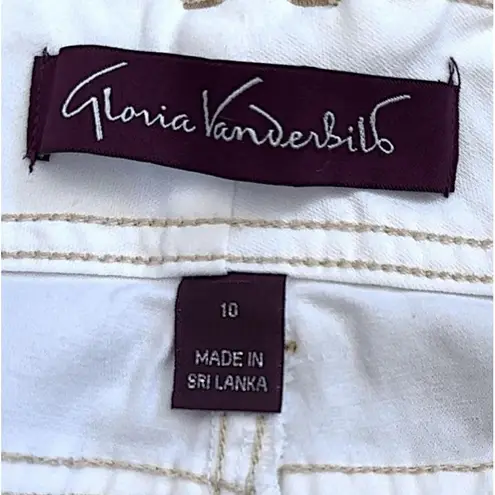 Gloria Vanderbilt
10
MADE IN
SRI LANKA